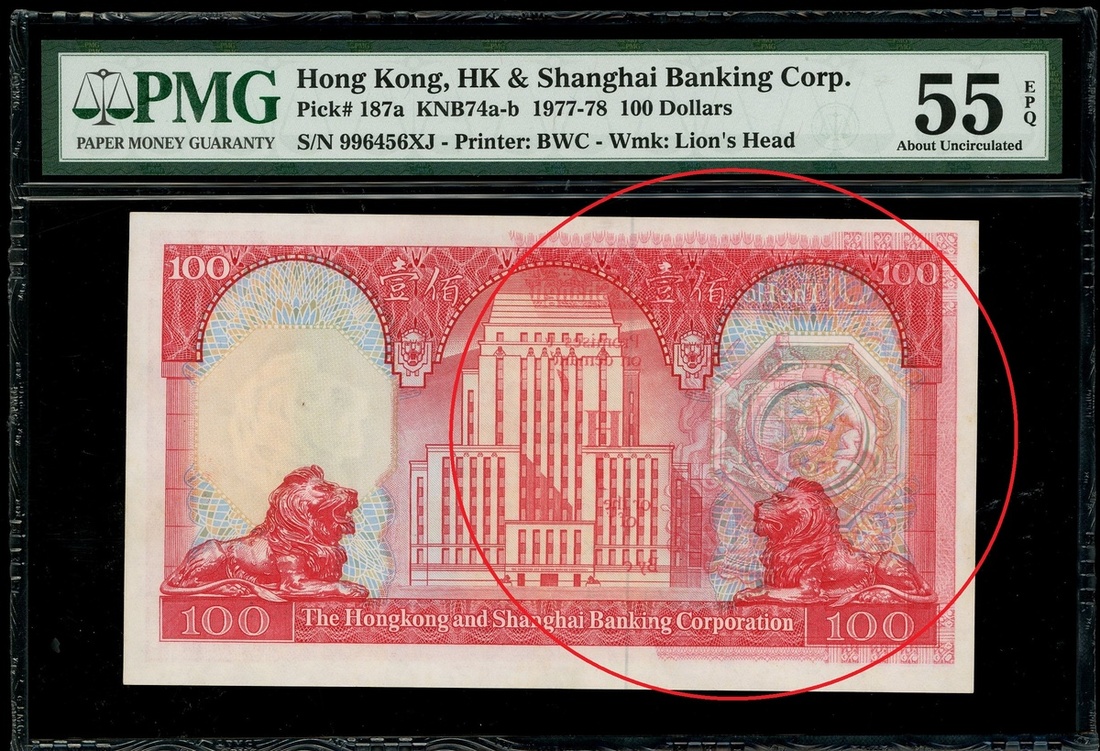 PMG
PAPER MONEY GUARANTY
Hong Kong, HK & Shanghai Banking Corp.
Pick# 187a KNB74a-b 1977-78 100 Dollars
S/N 996456XJ - Printer: BWC - Wmk: Lion's Head
55
EPQ
About Uncirculated
100 壹佰 壹佰 100
The Ho
100 The Hongkong and Shanghai Banking Corporation 100